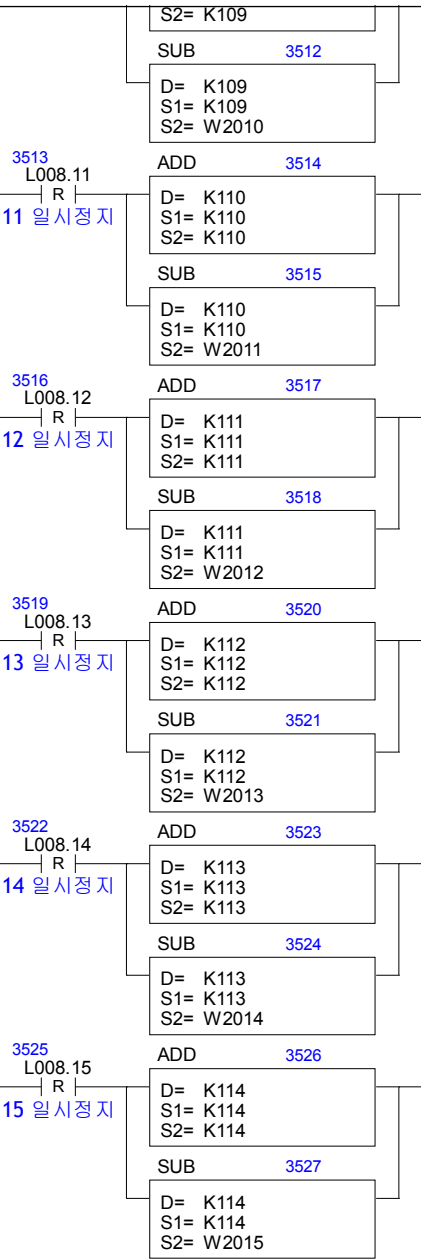 S2= K109
SUB 3512
D= K109
S1= K109
S2= W2010
3513
L008.11
R
11 일시정지
ADD 3514
D= K110
S1= K110
S2= K110
SUB 3515
D= K110
S1= K110
S2= W2011
3516
L008.12
R
12 일시정지
ADD 3517
D= K111
S1= K111
S2= K111
SUB 3518
D= K111
S1= K111
S2= W2012
3519
L008.13
R
13 일시정지
ADD 3520
D= K112
S1= K112
S2= K112
SUB 3521
D= K112
S1= K112
S2= W2013
3522
L008.14
R
14 일시정지
ADD 3523
D= K113
S1= K113
S2= K113
SUB 3524
D= K113
S1= K113
S2= W2014
3525
L008.15
R
15 일시정지
ADD 3526
D= K114
S1= K114
S2= K114
SUB 3527
D= K114
S1= K114
S2= W2015